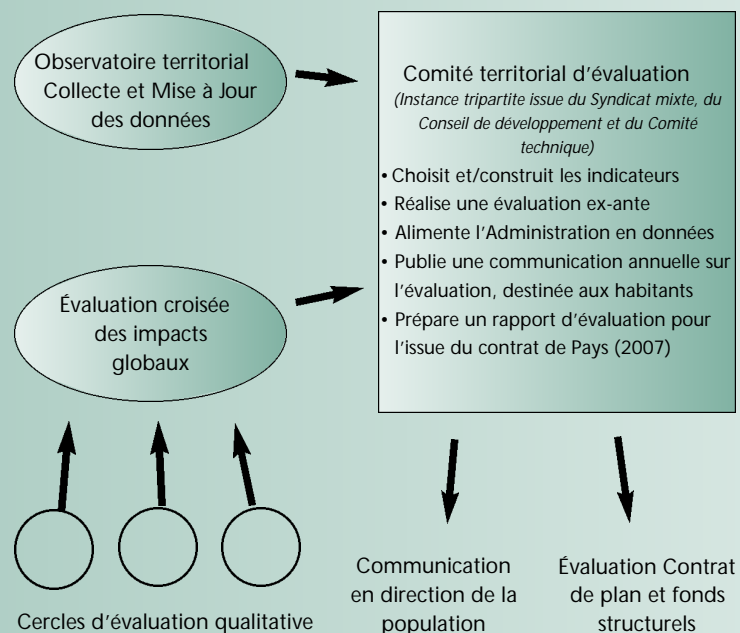 Observatoire territorial
Collecte et Mise à Jour
des données
Comité territorial d'évaluation
(Instance tripartite issue du Syndicat mixte, du
Conseil de développement et du Comité
technique)
• Choisit et/construit les indicateurs
• Réalise une évaluation ex-ante
• Alimente l'Administration en données
• Publie une communication annuelle sur
l'évaluation, destinée aux habitants
• Prépare un rapport d'évaluation pour
l'issue du contrat de Pays (2007)
Évaluation croisée
des impacts
globaux
Cercles d'évaluation qualitative
Communication
en direction de la
population
Évaluation Contrat
de plan et fonds
structurels